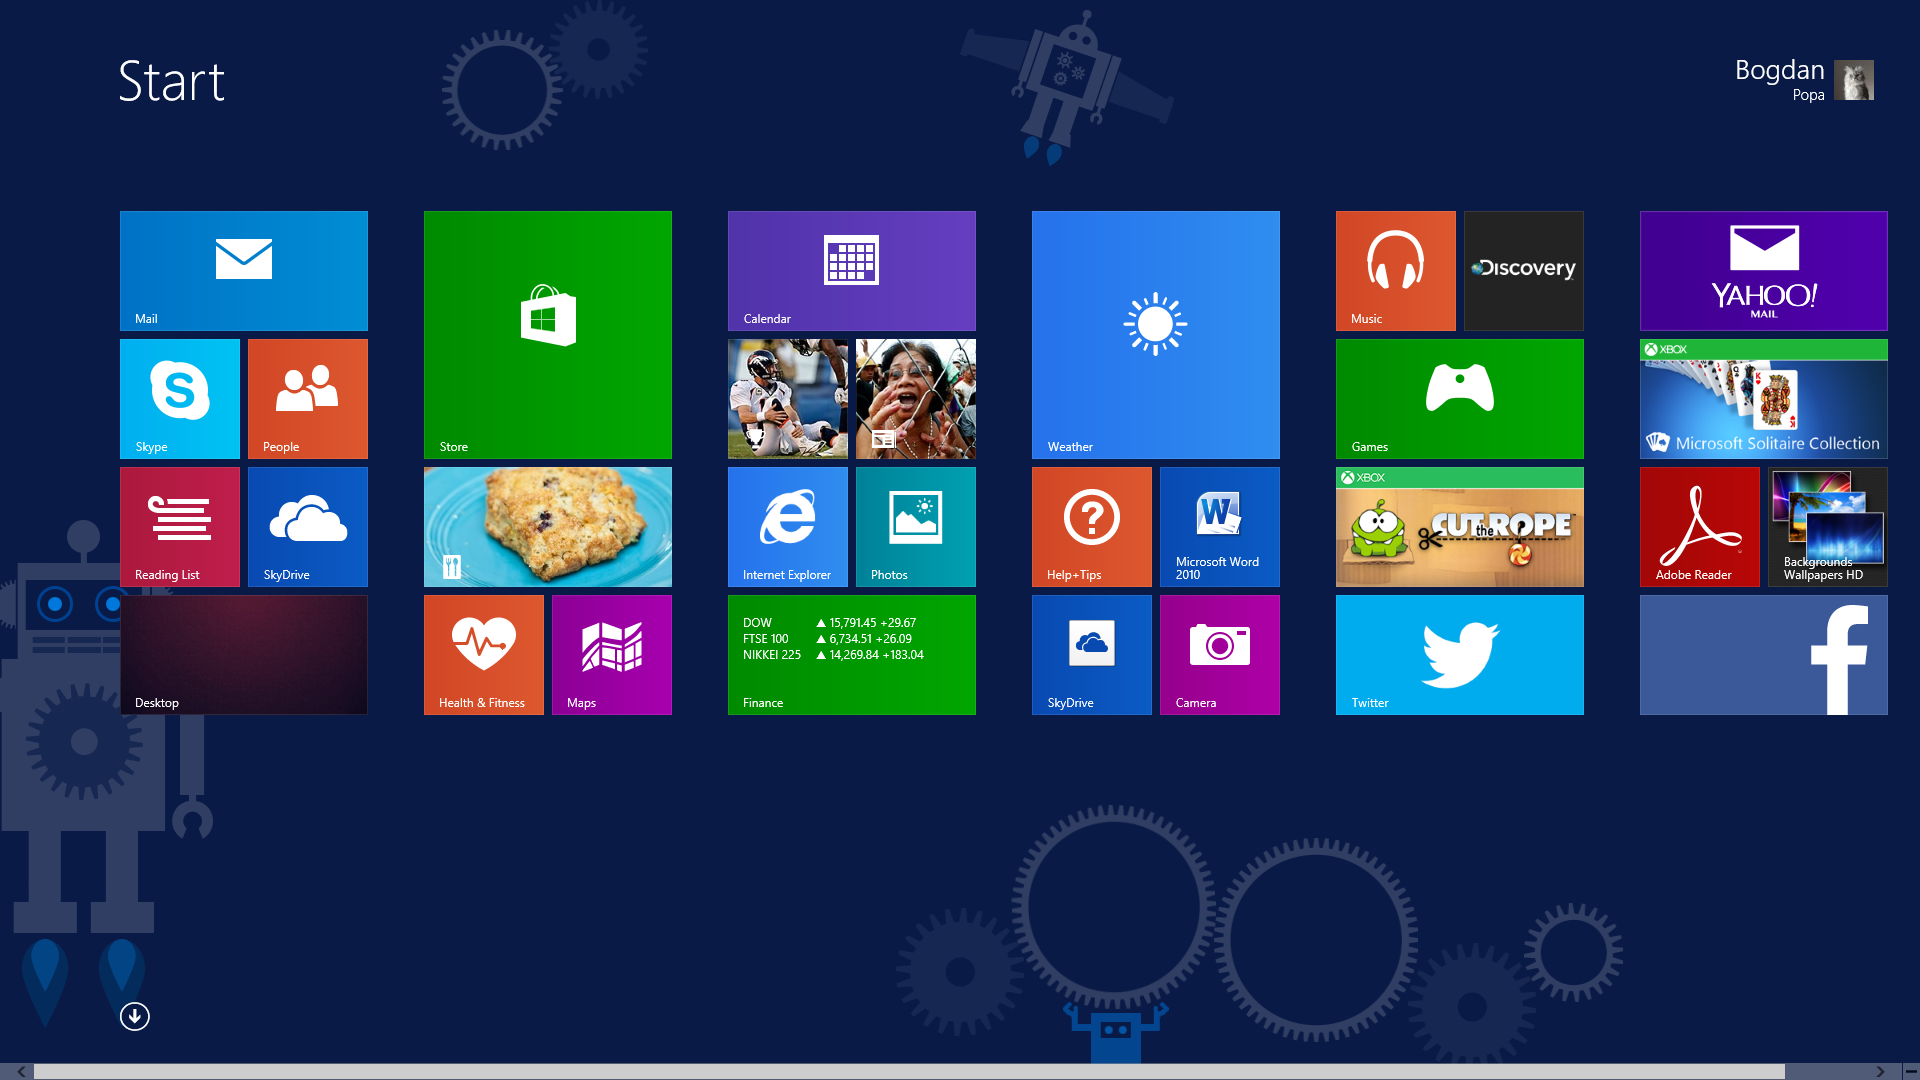 Start
Bogdan
Popa
Mail
Skype
People
Reading List
SkyDrive
Desktop
Store
Health & Fitness
Maps
Calendar
Internet Explorer
Photos
DOW ▲ 15,791.45 +29.67
FTSE 100 ▲ 6,734.51 +26.09
NIKKEI 225 ▲ 14,269.84 +183.04
Finance
Weather
Help+Tips
W
Microsoft Word
2010
SkyDrive
Camera
Music
Discovery
Games
XBOX
CUT the ROPE
Twitter
YAHOO!
MAIL
XBOX
Microsoft Solitaire Collection
Adobe Reader
Backgrounds
Wallpapers HD